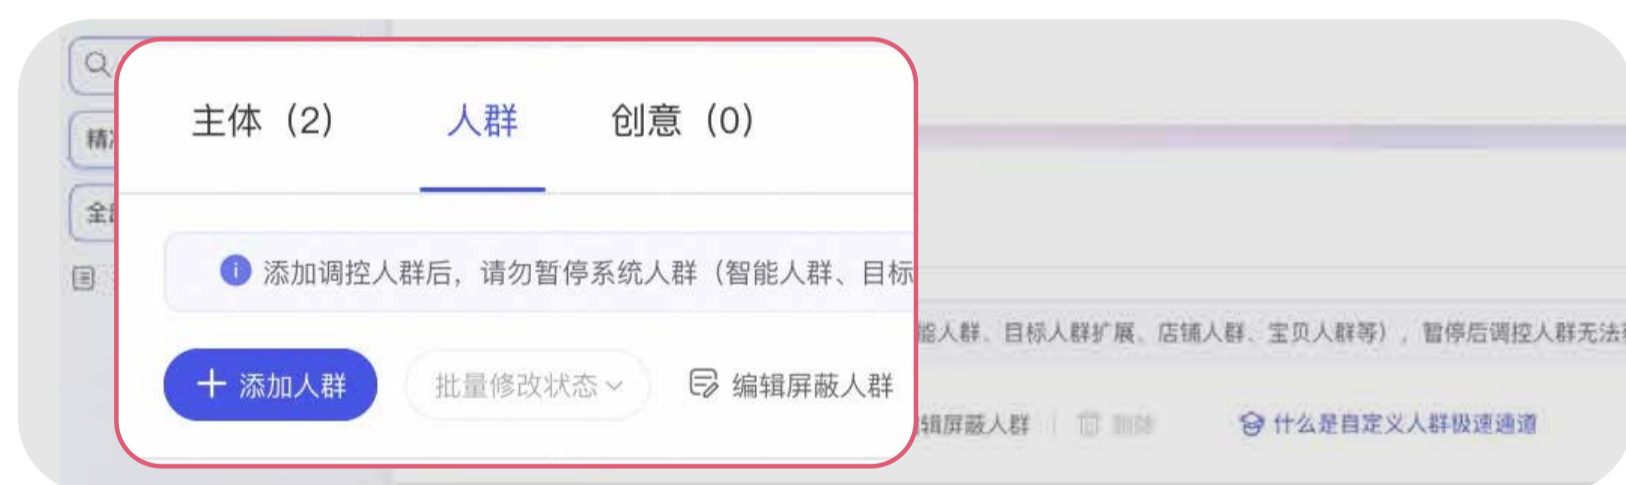 主体（2） 人群 创意（0）
添加调控人群后，请勿暂停系统人群（智能人群、目标
能人群、目标人群扩展、店铺人群、宝贝人群等），暂停后调控人群无法
添加人群 批量修改状态 编辑屏蔽人群
辑屏蔽人群 删除 什么是自定义人群极速通道